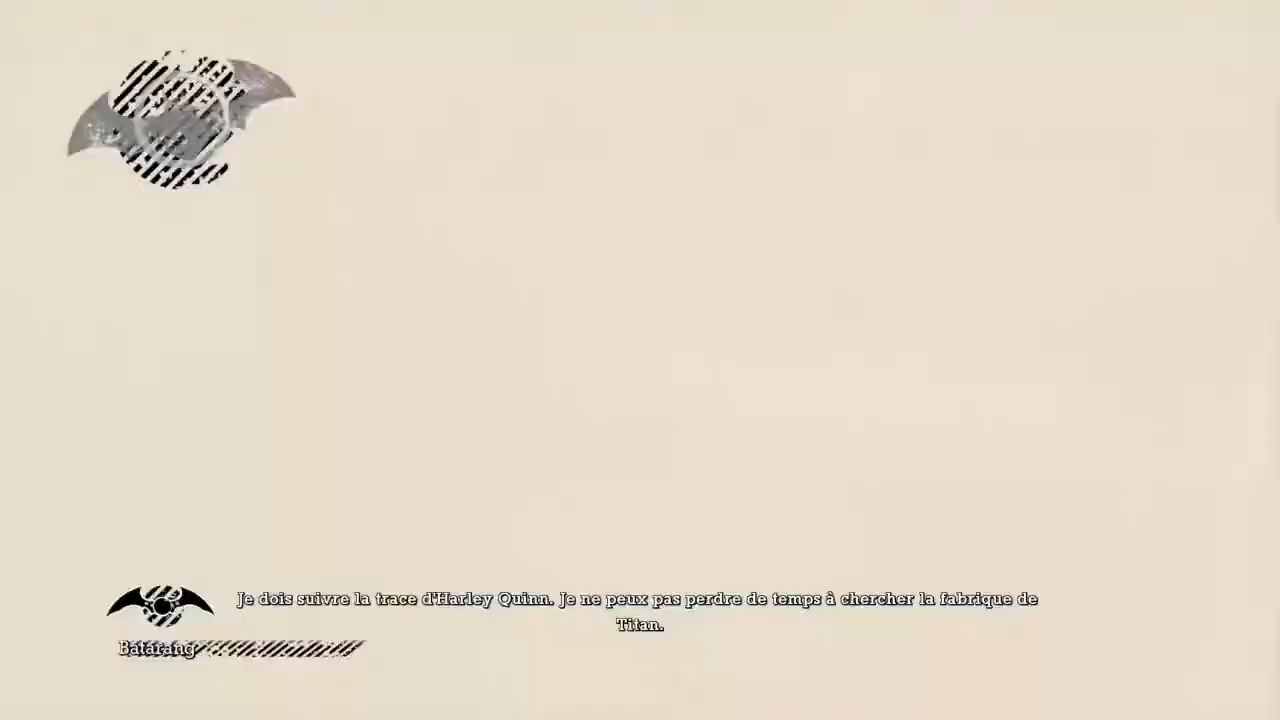 Je dois suivre la trace d'Harley Quinn. Je ne peux pas perdre de temps à chercher la fabrique de
Titan.
Batarang